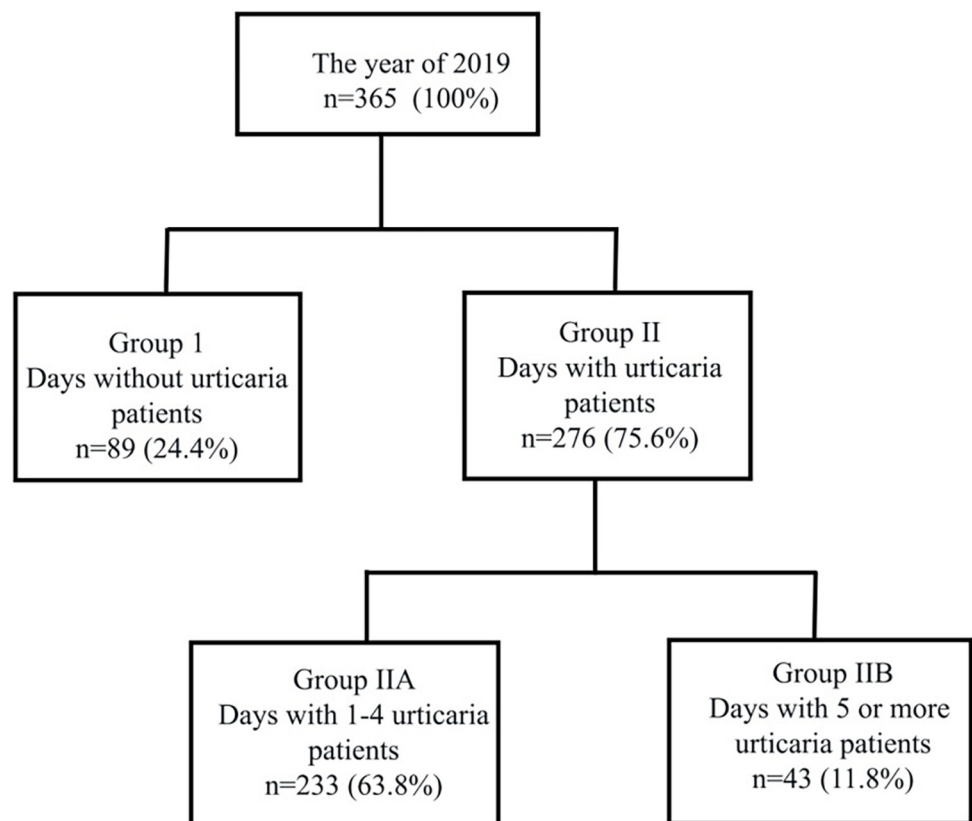 The year of 2019
n=365 (100%)
Group 1
Days without urticaria
patients
n=89 (24.4%)
Group II
Days with urticaria
patients
n=276 (75.6%)
Group IIA
Days with 1-4 urticaria
patients
n=233 (63.8%)
Group IIB
Days with 5 or more
urticaria patients
n=43 (11.8%)